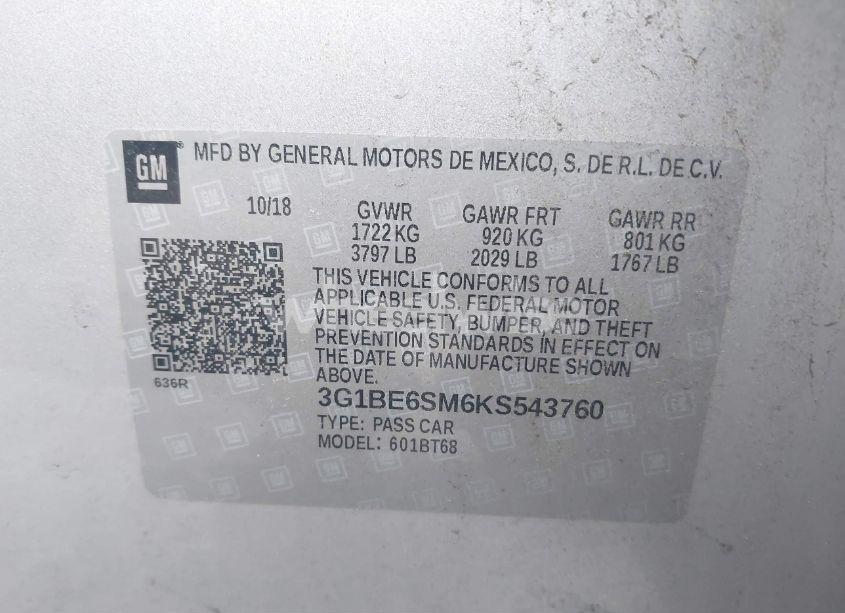 GM
MFD BY GENERAL MOTORS DE MEXICO, S. DE R.L. DE C.V.
10/18 GVWR GAWR FRT GAWR RR
1722 KG 920 KG 801 KG
3797 LB 2029 LB 1767 LB
THIS VEHICLE CONFORMS TO ALL
APPLICABLE U.S. FEDERAL MOTOR
VEHICLE SAFETY, BUMPER, AND THEFT
PREVENTION STANDARDS IN EFFECT ON
THE DATE OF MANUFACTURE SHOWN
ABOVE.
636R
3G1BE6SM6KS543760
TYPE: PASS CAR
MODEL: 601BT68